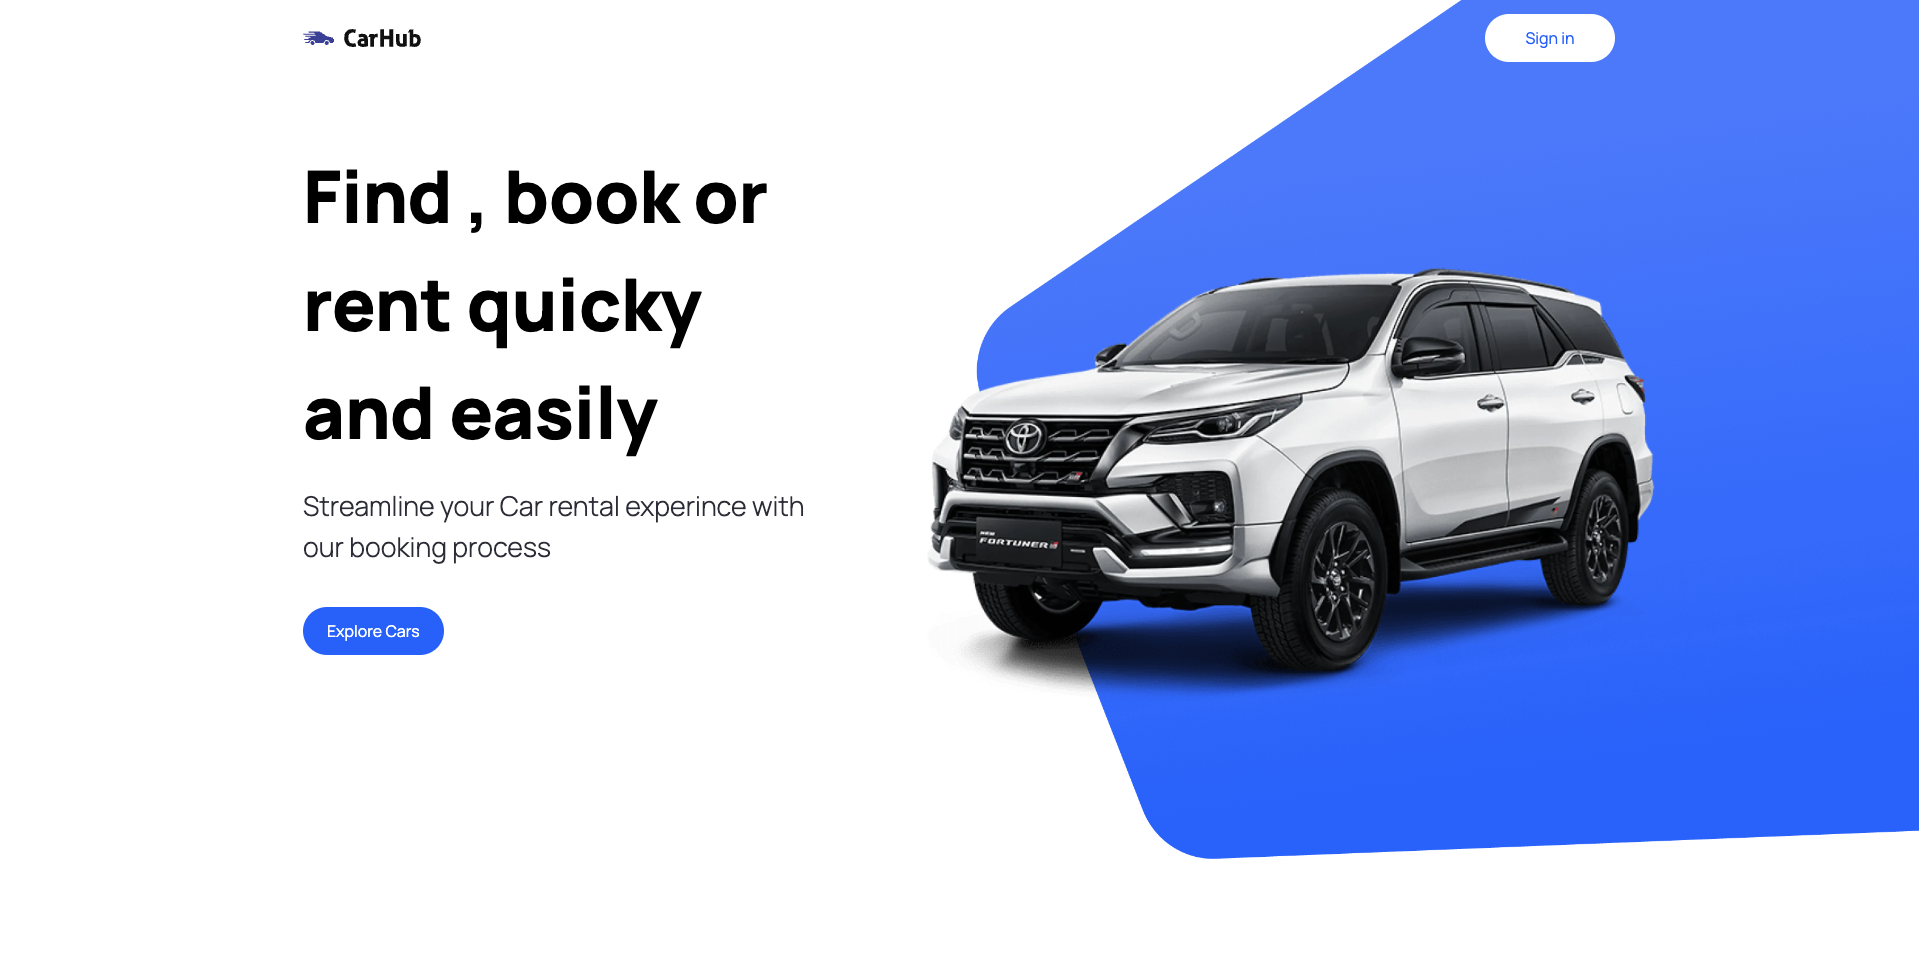 CarHub
Sign in
Find , book or
rent quicky
and easily
Streamline your Car rental experince with
our booking process
Explore Cars
NEW
FORTUNER